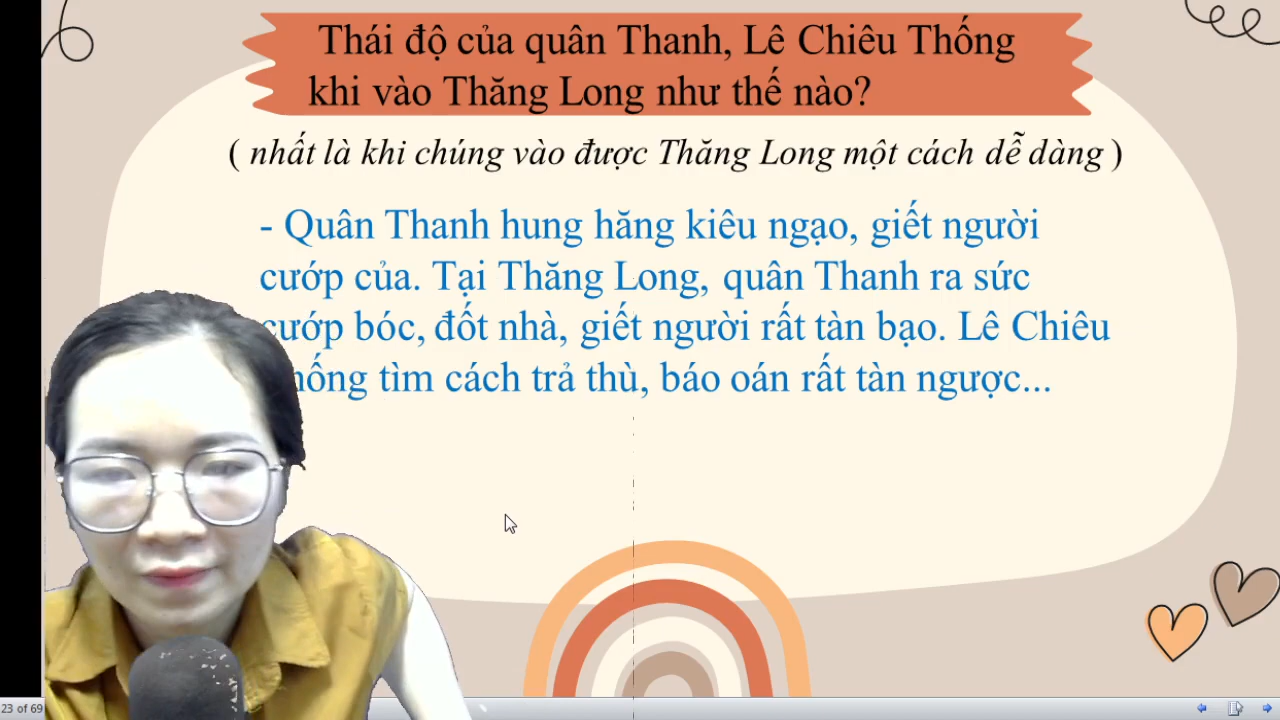 Thái độ của quân Thanh, Lê Chiêu Thống
khi vào Thăng Long như thế nào?
( nhất là khi chúng vào được Thăng Long một cách dễ dàng )
- Quân Thanh hung hăng kiêu ngạo, giết người
cướp của. Tại Thăng Long, quân Thanh ra sức
cướp bóc, đốt nhà, giết người rất tàn bạo. Lê Chiêu
hống tìm cách trả thù, báo oán rất tàn ngược...
23 of 69